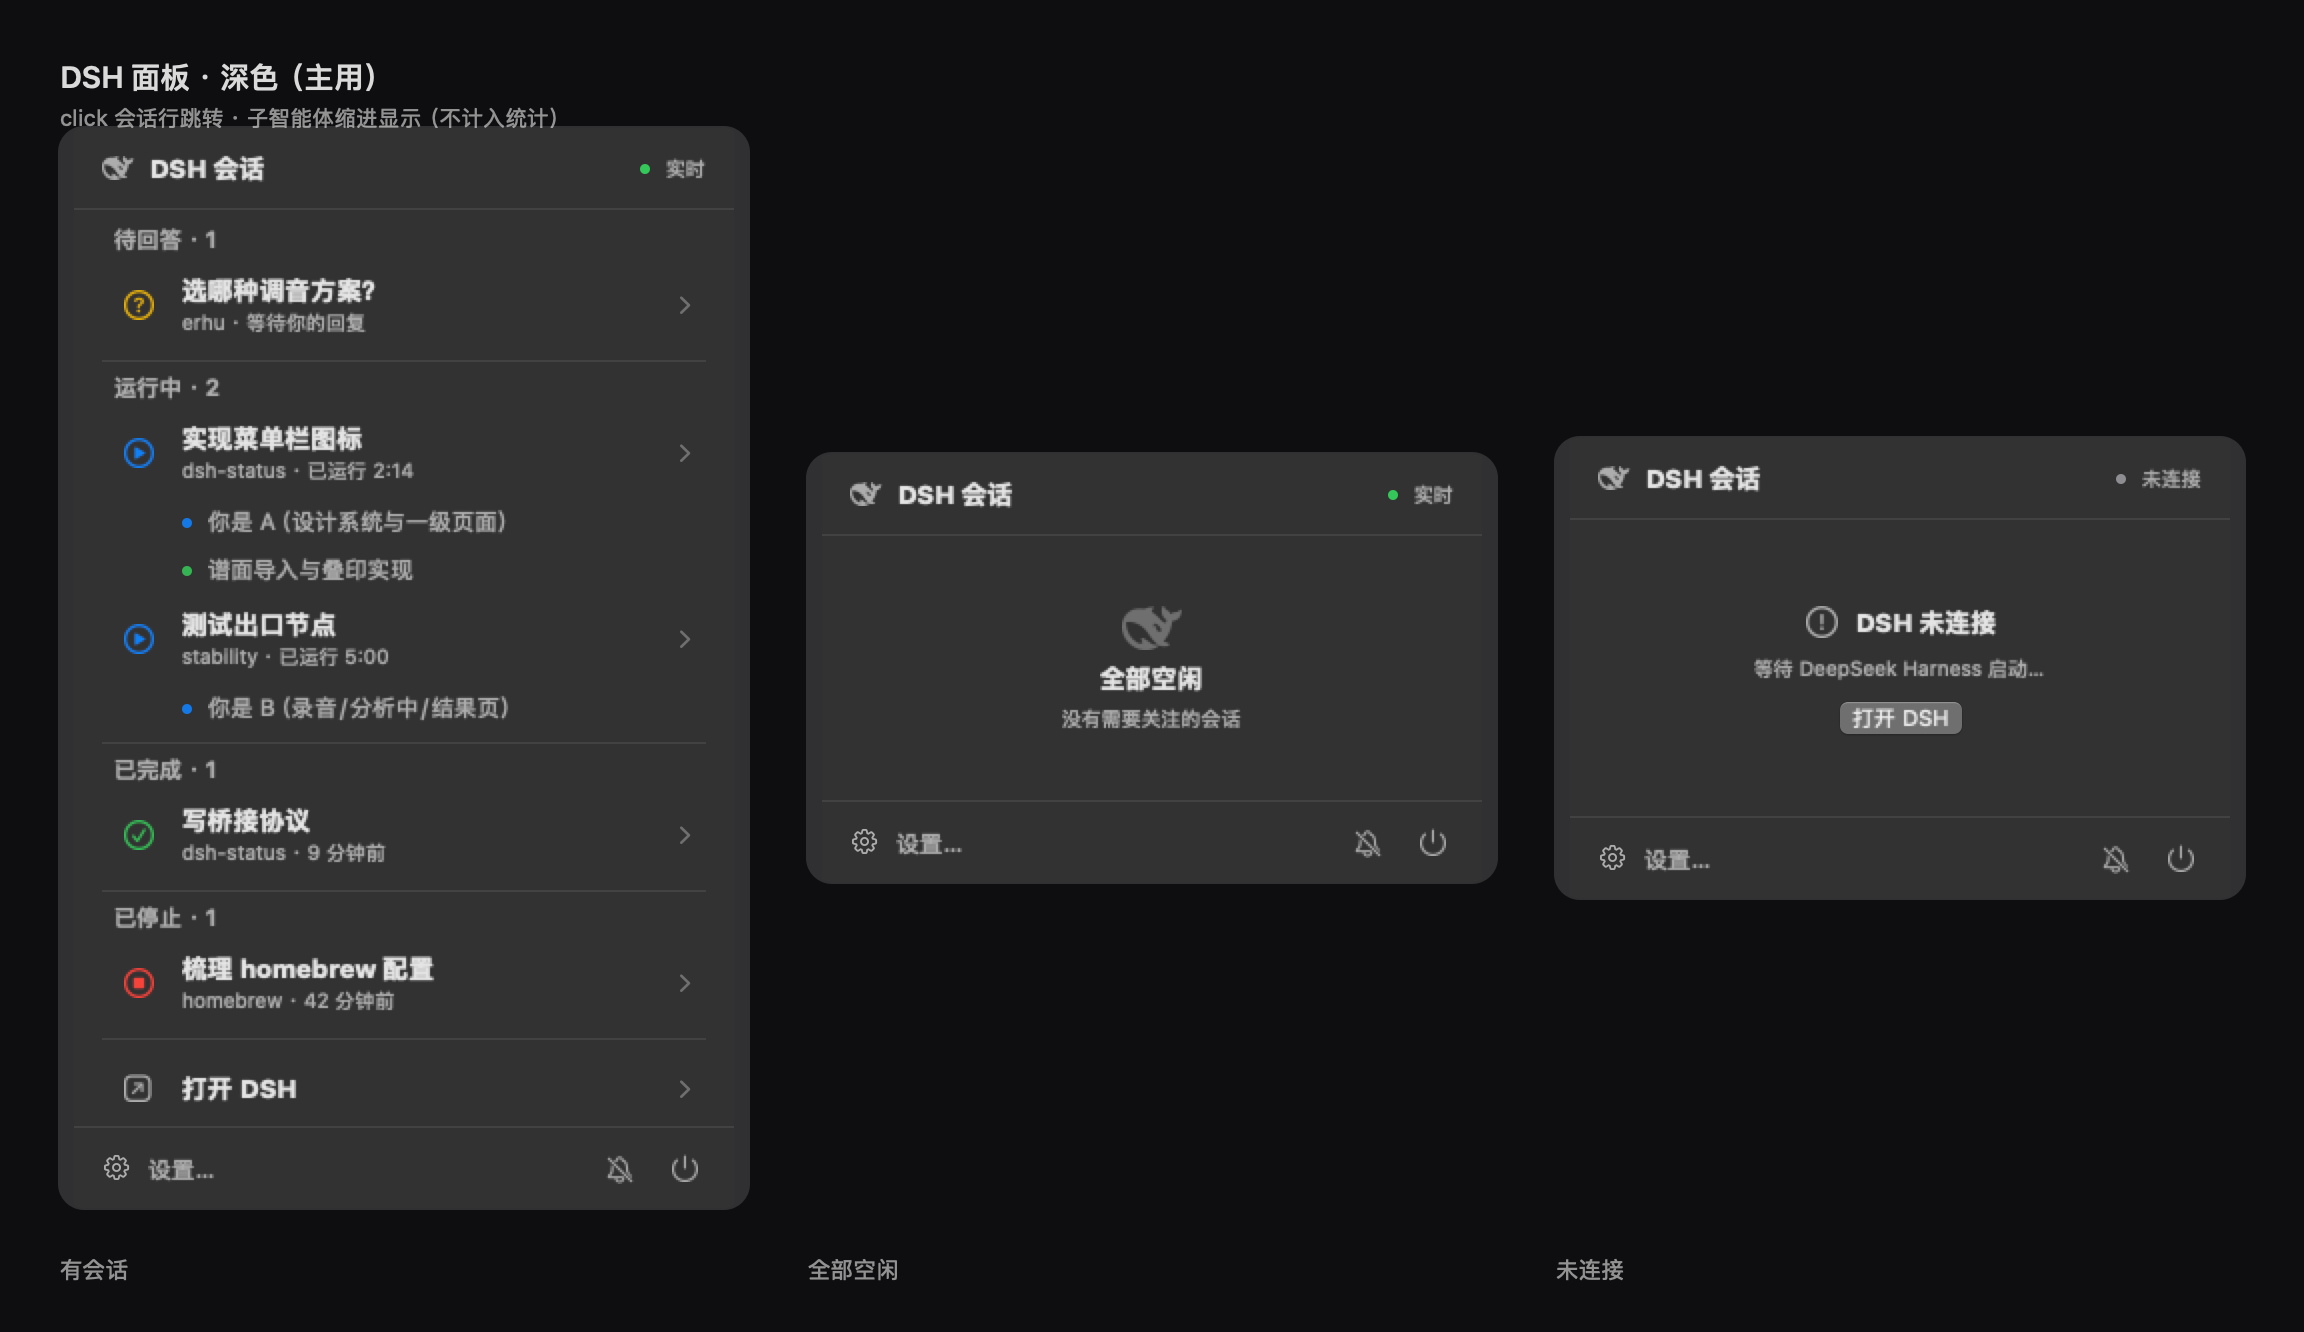 DSH 面板 · 深色（主用）
click 会话行跳转 · 子智能体缩进显示（不计入统计）
DSH 会话
实时
待回答 · 1
选哪种调音方案?
erhu · 等待你的回复
运行中 · 2
实现菜单栏图标
dsh-status · 已运行 2:14
你是 A（设计系统与一级页面）
谱面导入与叠印实现
测试出口节点
stability · 已运行 5:00
你是 B（录音/分析中/结果页）
已完成 · 1
写桥接协议
dsh-status · 9 分钟前
已停止 · 1
梳理 homebrew 配置
homebrew · 42 分钟前
打开 DSH
设置...
有会话
DSH 会话
实时
全部空闲
没有需要关注的会话
设置...
全部空闲
DSH 会话
未连接
DSH 未连接
等待 DeepSeek Harness 启动...
打开 DSH
设置...
未连接